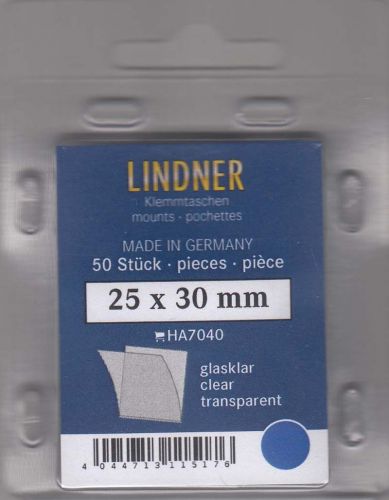 LINDNER
Klemmtaschen
mounts · pochettes
MADE IN GERMANY
50 Stück · pieces · pièce
25 x 30 mm
HA7040
glasklar
clear
transparent
4 044713 115176